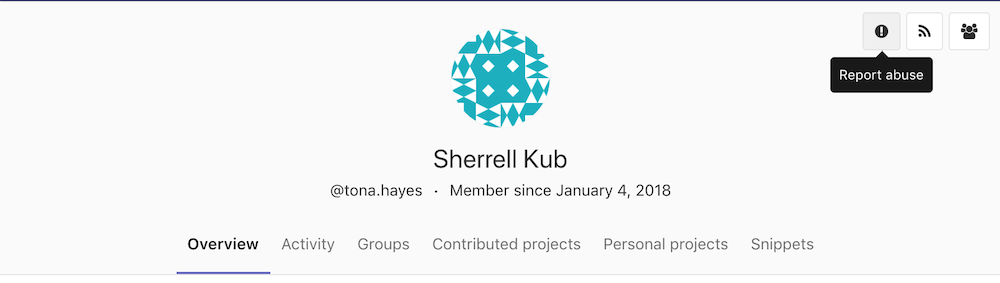 Report abuse
Sherrell Kub
@tona.hayes · Member since January 4, 2018
Overview Activity Groups Contributed projects Personal projects Snippets